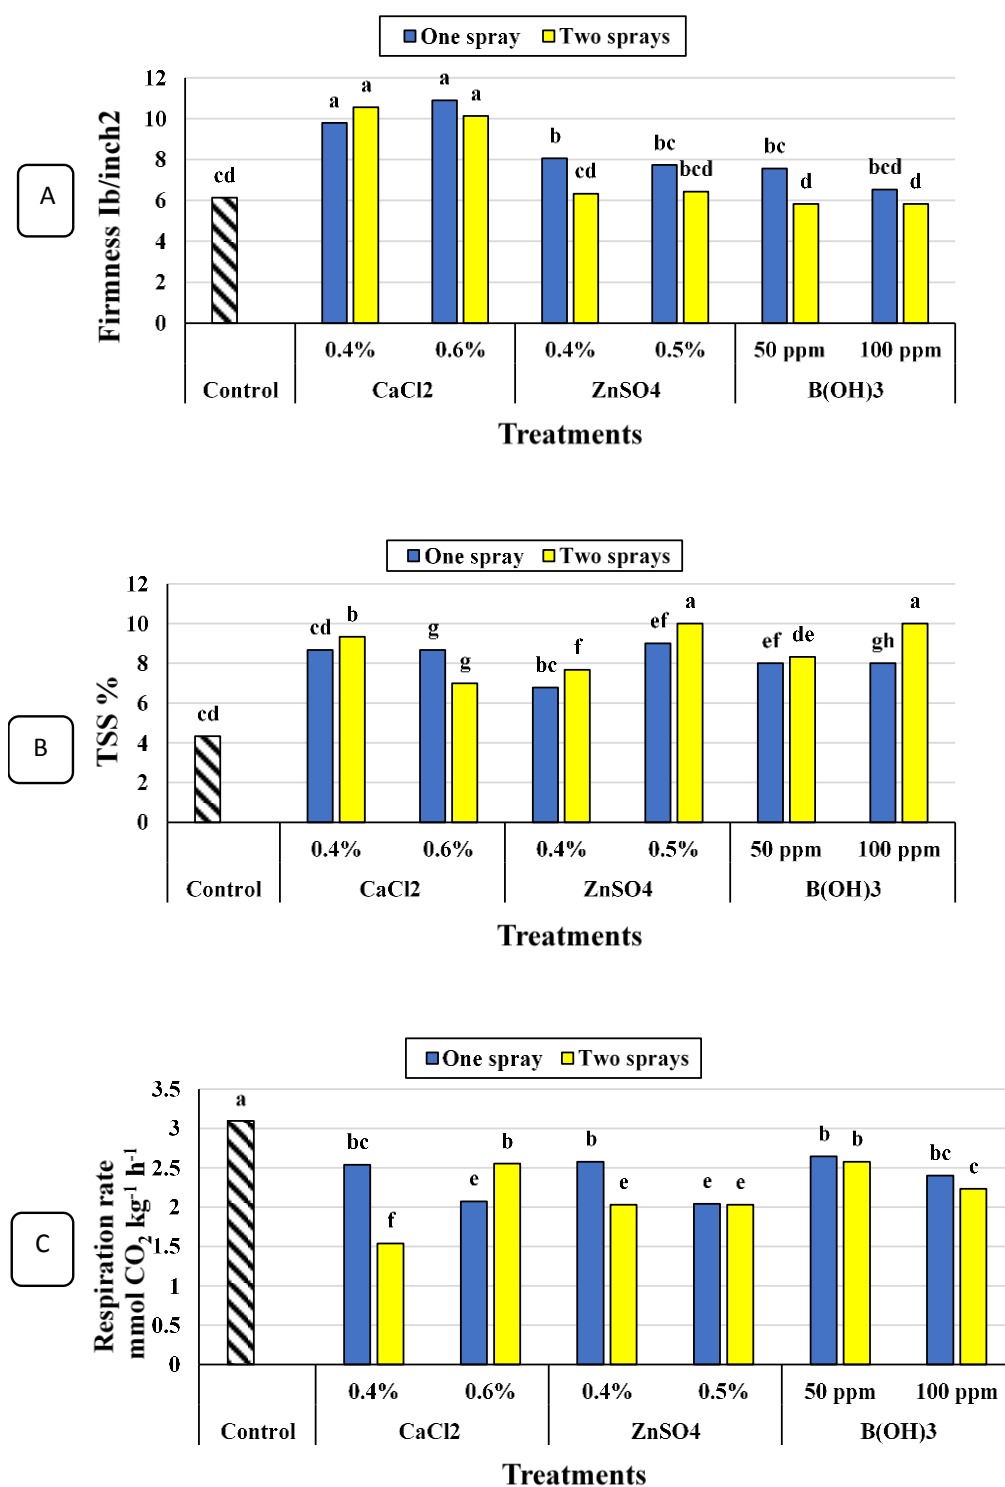 One spray Two sprays
A
Firmness Ib/inch2
12
10
8
6
4
2
0
cd a a a a b cd bc bcd bc d bcd d
0.4% 0.6% 0.4% 0.5% 50 ppm 100 ppm
Control CaCl2 ZnSO4 B(OH)3
Treatments
One spray Two sprays
B
TSS %
12
10
8
6
4
2
0
cd cd b g g bc f ef a ef de gh a
0.4% 0.6% 0.4% 0.5% 50 ppm 100 ppm
Control CaCl2 ZnSO4 B(OH)3
Treatments
One spray Two sprays
C
Respiration rate
mmol CO₂ kg⁻¹ h⁻¹
3.5
3
2.5
2
1.5
1
0.5
0
a bc f e b b e e e b b bc c
0.4% 0.6% 0.4% 0.5% 50 ppm 100 ppm
Control CaCl2 ZnSO4 B(OH)3
Treatments